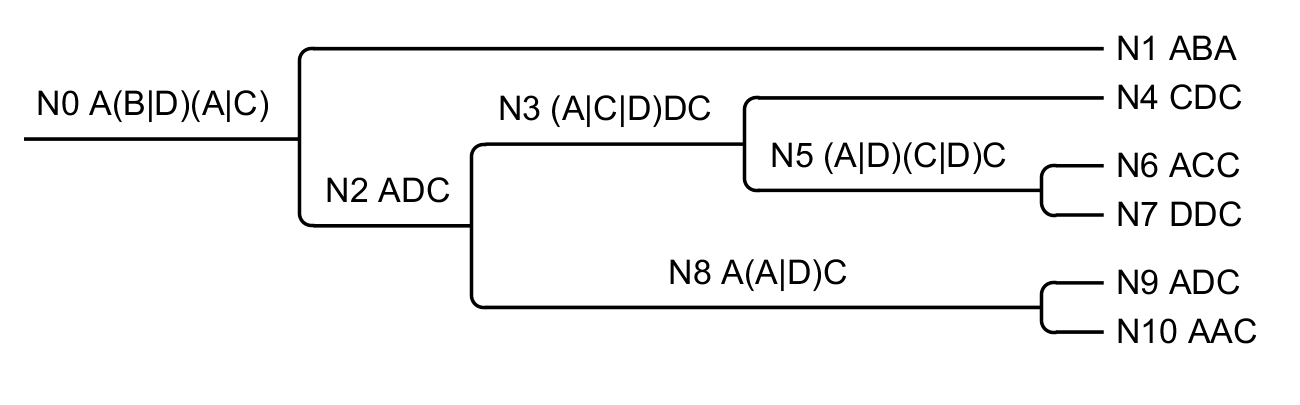 N1 ABA
N0 A(B|D)(A|C)
N3 (A|C|D)DC
N4 CDC
N5 (A|D)(C|D)C
N6 ACC
N2 ADC
N7 DDC
N8 A(A|D)C
N9 ADC
N10 AAC